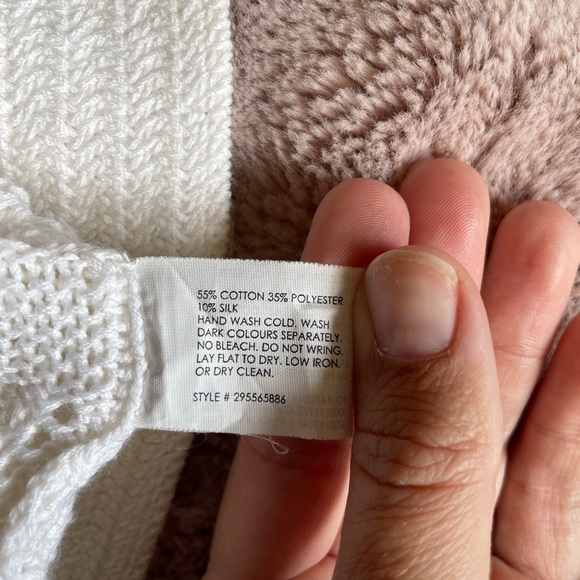 55% COTTON 35% POLYESTER
10% SILK
HAND WASH COLD. WASH
DARK COLOURS SEPARATELY.
NO BLEACH. DO NOT WRING.
LAY FLAT TO DRY. LOW IRON.
OR DRY CLEAN.
STYLE # 295565886